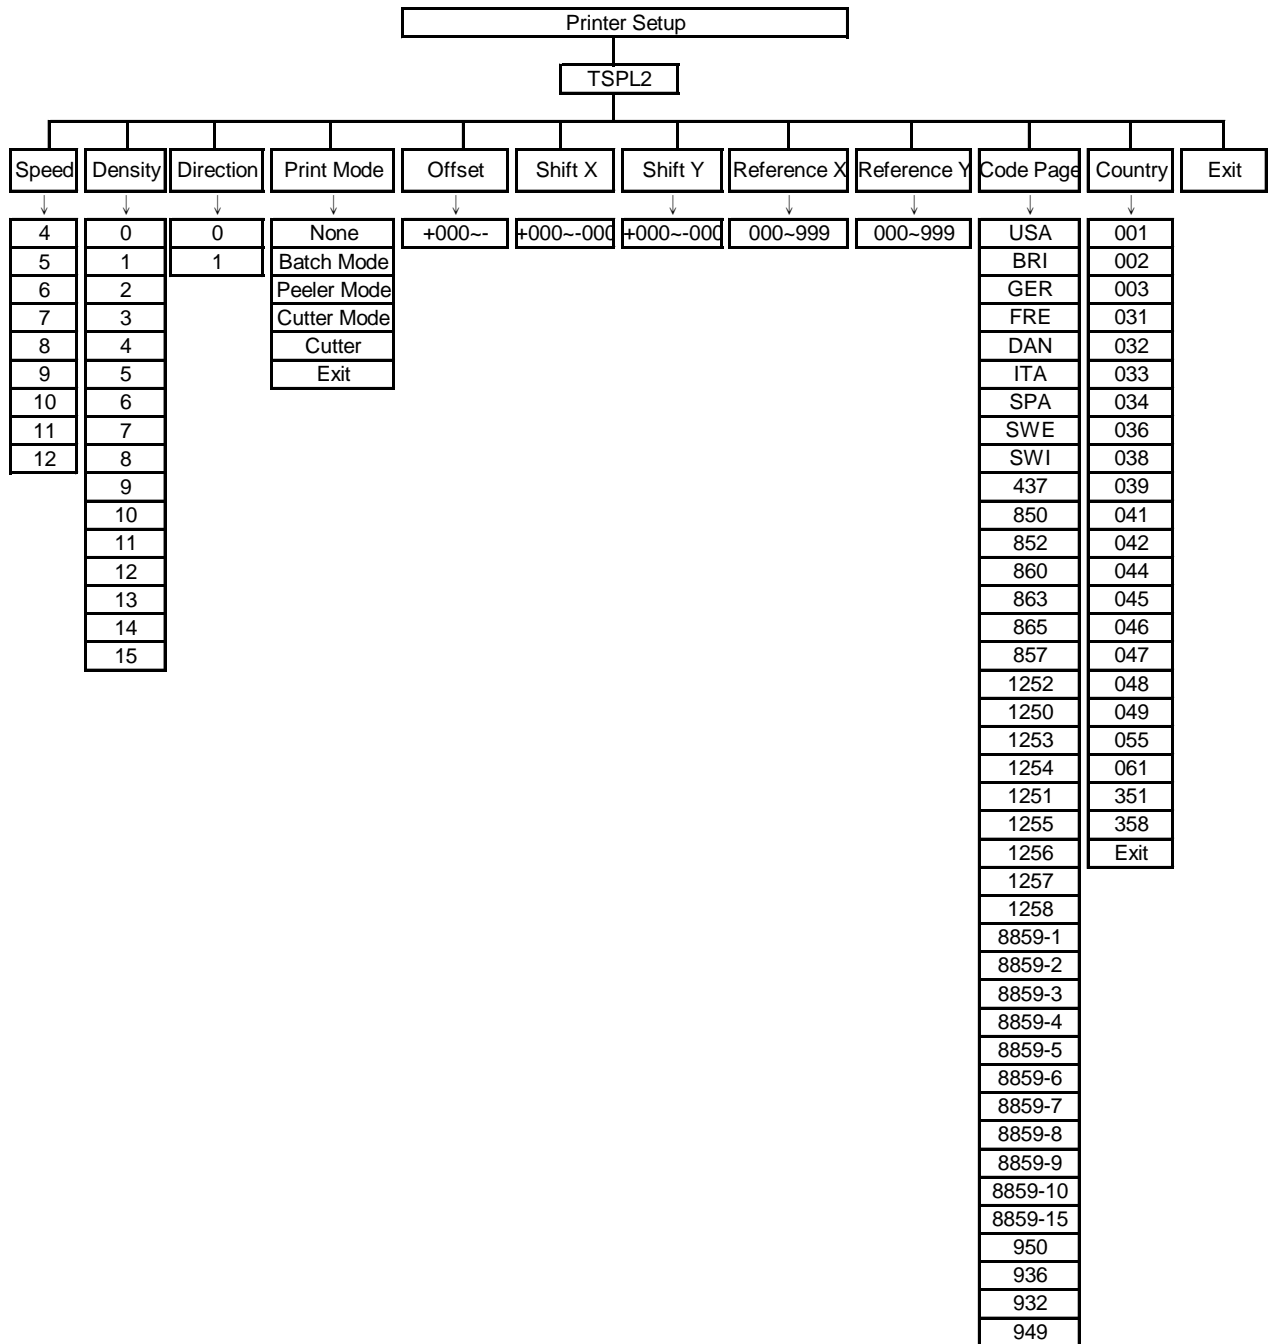 Printer Setup
TSPL2
Speed Density Direction Print Mode Offset Shift X Shift Y Reference X Reference Y Code Page Country Exit
↓ ↓ ↓ ↓ ↓ ↓ ↓ ↓ ↓ ↓
4 0 0 None +000~- +000~-000 +000~-000 000~999 000~999 USA 001
5 1 1 Batch Mode BRI 002
6 2 Peeler Mode GER 003
7 3 Cutter Mode FRE 031
8 4 Cutter DAN 032
9 5 Exit ITA 033
10 6 SPA 034
11 7 SWE 036
12 8 SWI 038
9 437 039
10 850 041
11 852 042
12 860 044
13 863 045
14 865 046
15 857 047
1252 048
1250 049
1253 055
1254 061
1251 351
1255 358
1256 Exit
1257
1258
8859-1
8859-2
8859-3
8859-4
8859-5
8859-6
8859-7
8859-8
8859-9
8859-10
8859-15
950
936
932
949